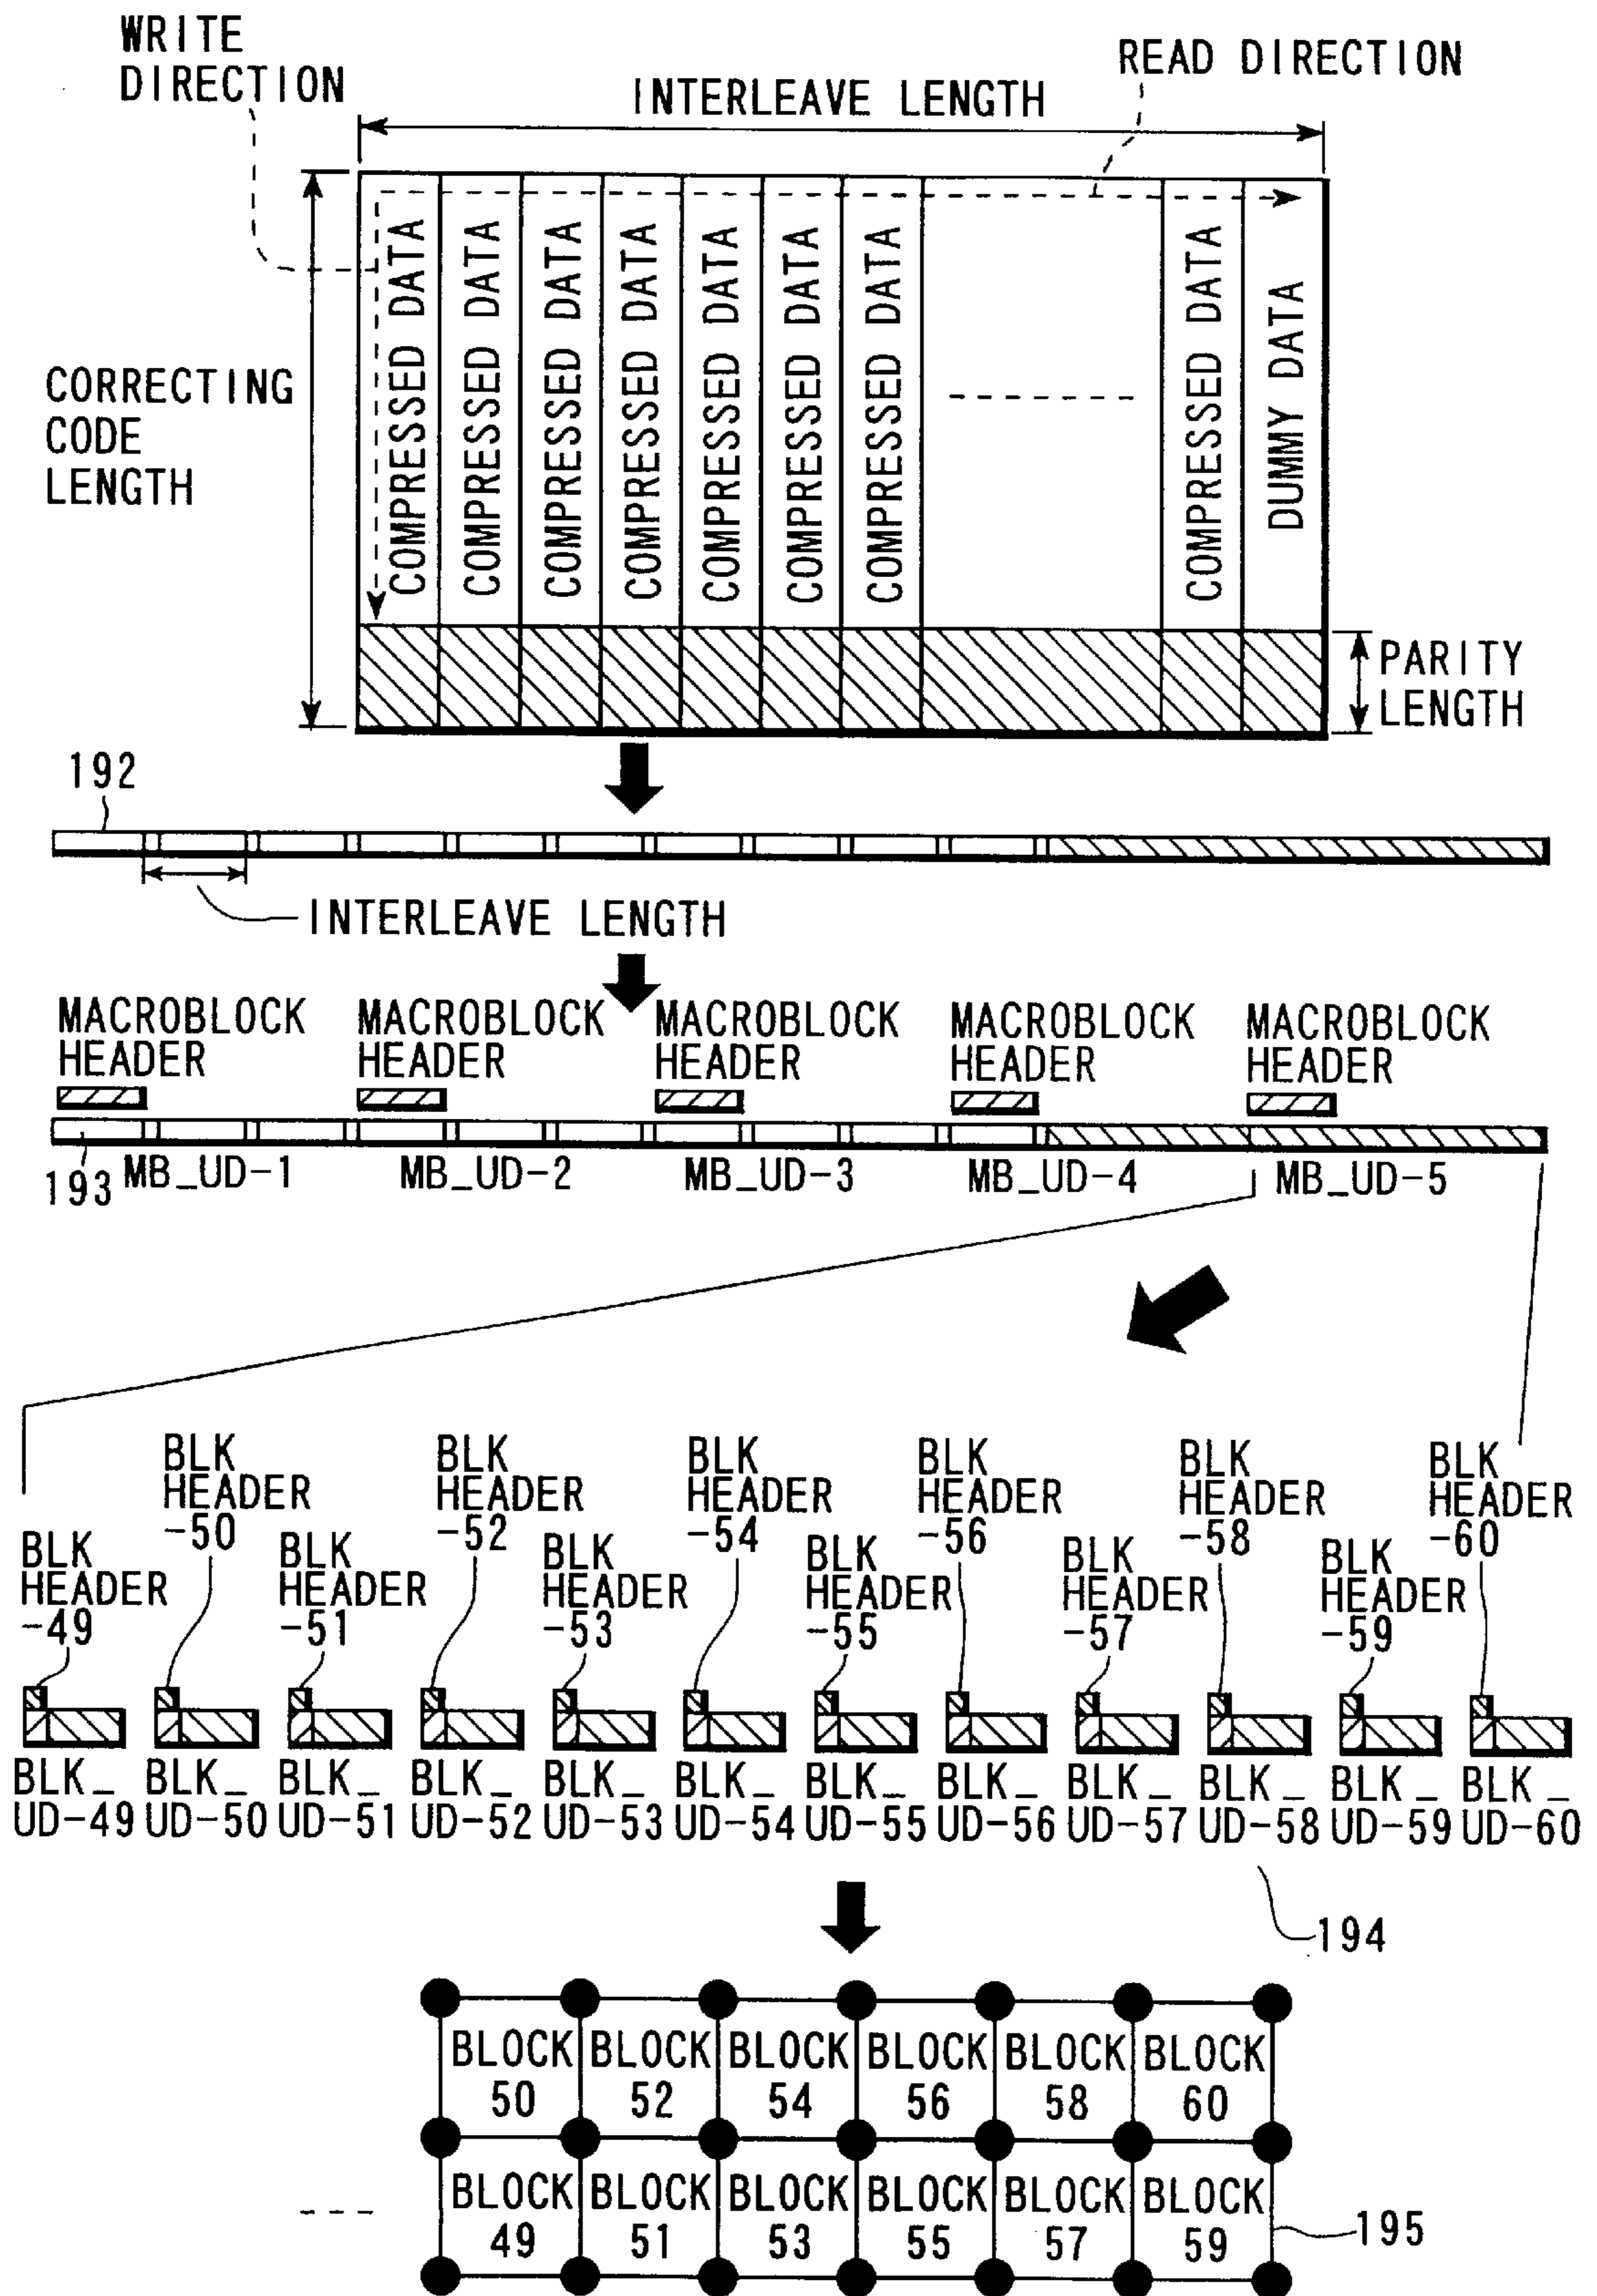 WRITE
DIRECTION
READ DIRECTION
INTERLEAVE LENGTH
COMPRESSED DATA
COMPRESSED DATA
COMPRESSED DATA
COMPRESSED DATA
COMPRESSED DATA
COMPRESSED DATA
COMPRESSED DATA
COMPRESSED DATA
DUMMY DATA
CORRECTING
CODE
LENGTH
PARITY
LENGTH
192
INTERLEAVE LENGTH
MACROBLOCK
HEADER
MACROBLOCK
HEADER
MACROBLOCK
HEADER
MACROBLOCK
HEADER
MACROBLOCK
HEADER
193
MB_UD-1
MB_UD-2
MB_UD-3
MB_UD-4
MB_UD-5
BLK
HEADER
-49
BLK
HEADER
-50
BLK
HEADER
-51
BLK
HEADER
-52
BLK
HEADER
-53
BLK
HEADER
-54
BLK
HEADER
-55
BLK
HEADER
-56
BLK
HEADER
-57
BLK
HEADER
-58
BLK
HEADER
-59
BLK
HEADER
-60
BLK_
UD-49
BLK_
UD-50
BLK_
UD-51
BLK_
UD-52
BLK_
UD-53
BLK_
UD-54
BLK_
UD-55
BLK_
UD-56
BLK_
UD-57
BLK_
UD-58
BLK_
UD-59
BLK_
UD-60
194
BLOCK
50
BLOCK
52
BLOCK
54
BLOCK
56
BLOCK
58
BLOCK
60
BLOCK
49
BLOCK
51
BLOCK
53
BLOCK
55
BLOCK
57
BLOCK
59
195